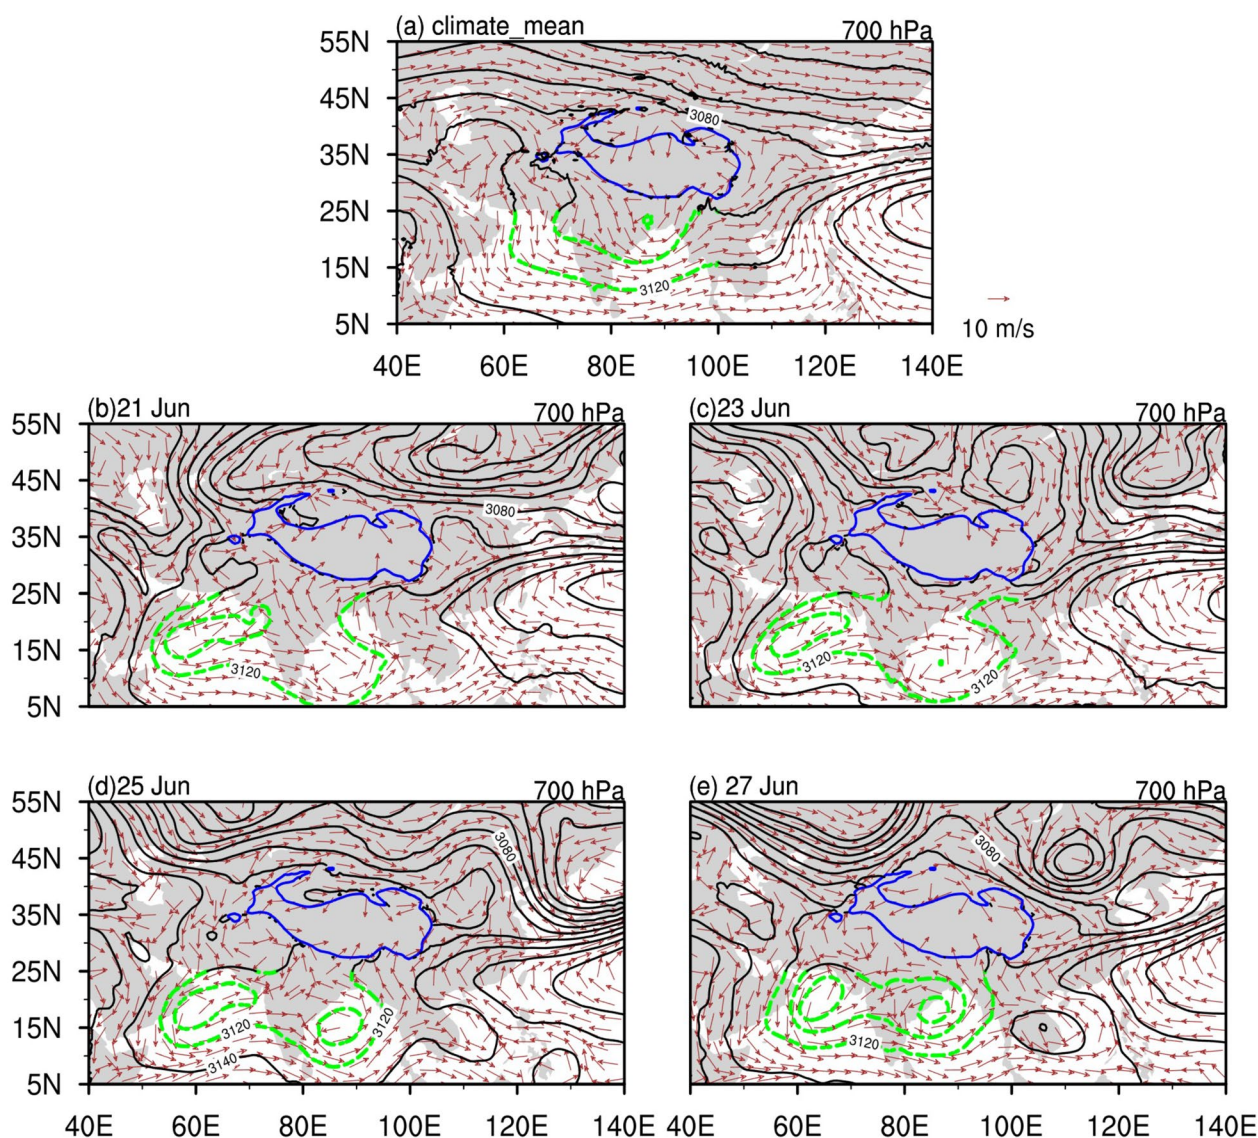 (a) climate_mean 700 hPa
55N
45N
3080
35N
25N
15N
3120
5N
10 m/s
40E 60E 80E 100E 120E 140E
(b)21 Jun 700 hPa
55N
45N
3080
35N
25N
15N
3120
5N
(c)23 Jun 700 hPa
3120
3120
(d)25 Jun 700 hPa
55N
3080
45N
35N
25N
3120 3120
15N
3140
5N
40E 60E 80E 100E 120E 140E
(e) 27 Jun 700 hPa
3080
3120
40E 60E 80E 100E 120E 140E